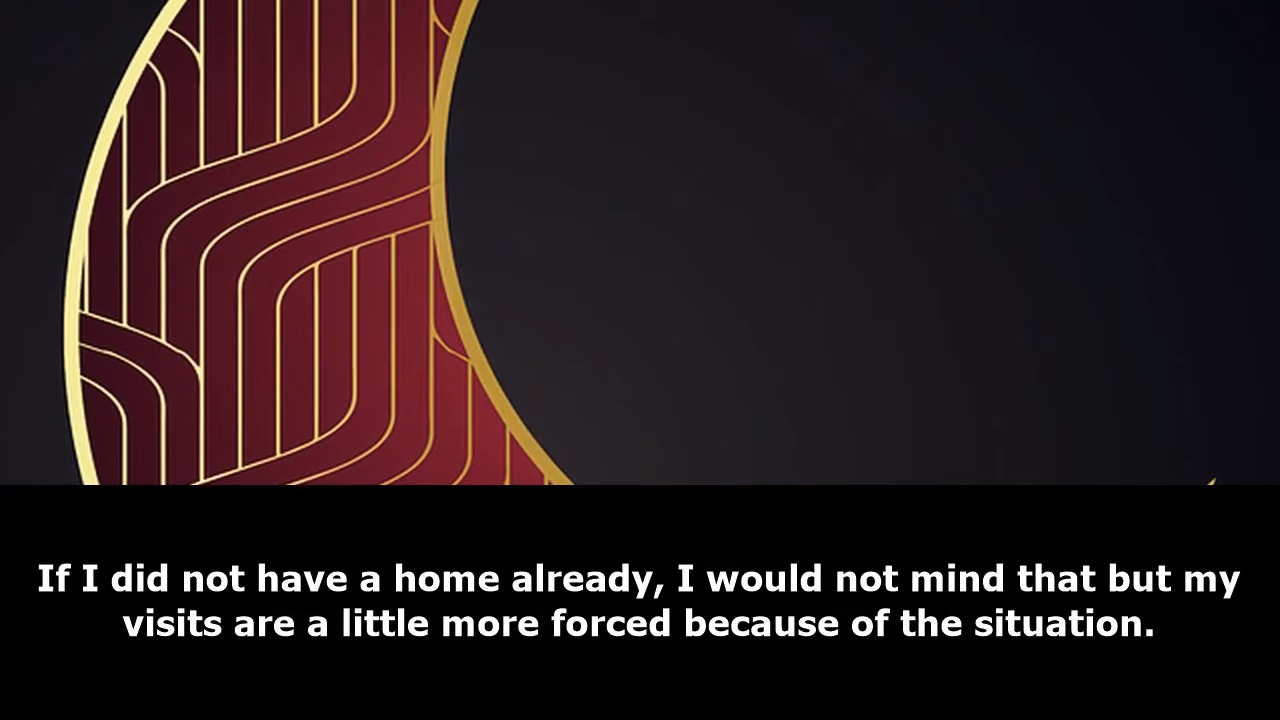 If I did not have a home already, I would not mind that but my
visits are a little more forced because of the situation.